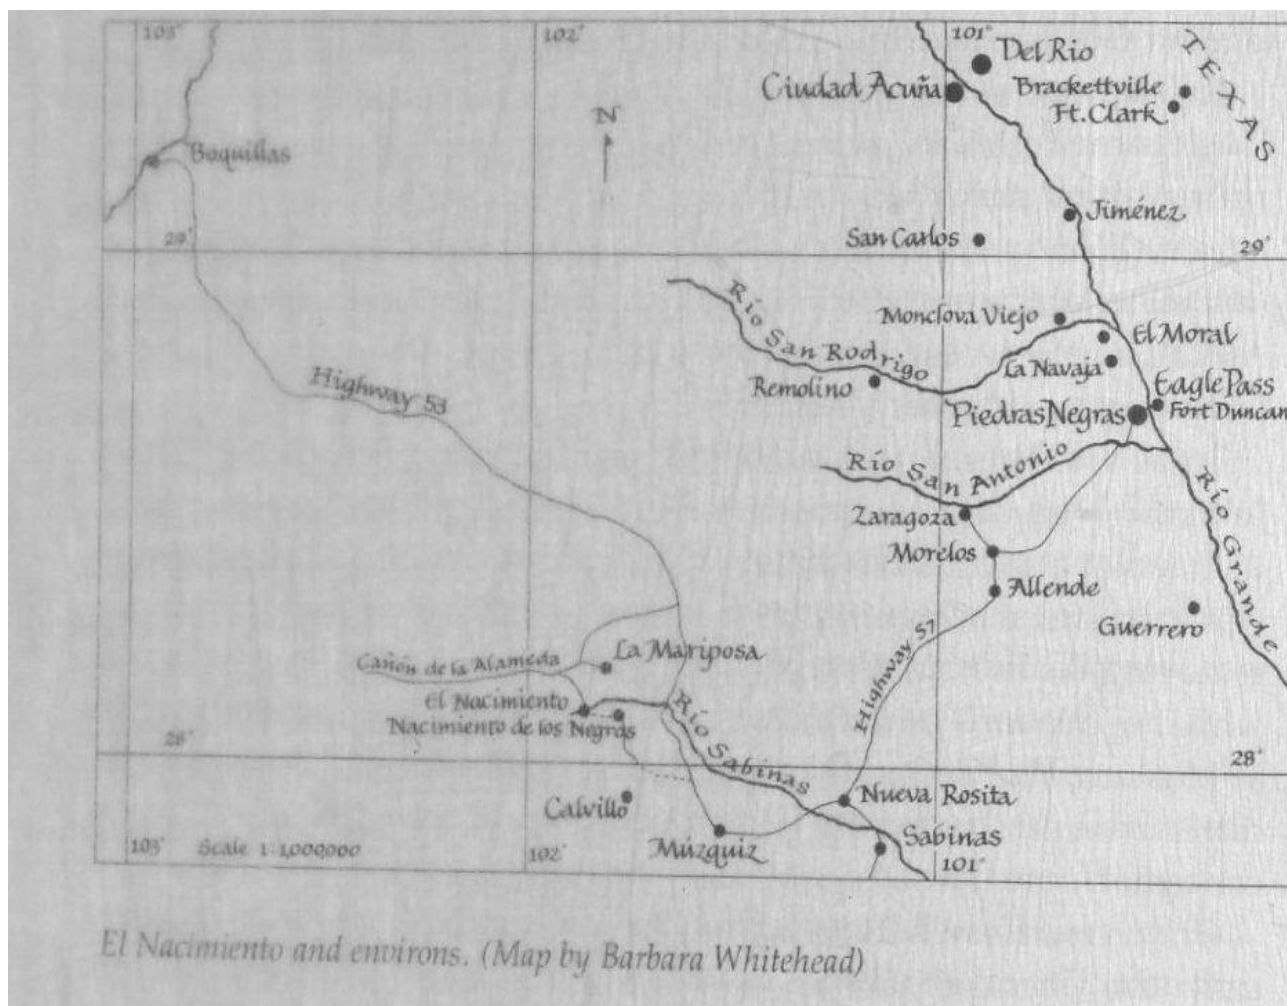 103°
102°
101°
TEXAS
Del Rio
Ciudad Acuña
Brackettville
Ft. Clark
N
Boquillas
Jiménez
29°
San Carlos
29°
Río San Rodrigo
Monclova Viejo
El Moral
La Navaja
Remolino
Eagle Pass
Piedras Negras
Fort Duncan
Highway 53
Río San Antonio
Río Grande
Zaragoza
Morelos
Allende
Guerrero
Highway 57
La Mariposa
Cañon de la Alameda
El Nacimiento
Nacimiento de los Negros
Río Sabinas
28°
28°
Calvillo
Nueva Rosita
Múzquiz
Sabinas
103°
Scale 1:1,000,000
102°
101°
El Nacimiento and environs. (Map by Barbara Whitehead)